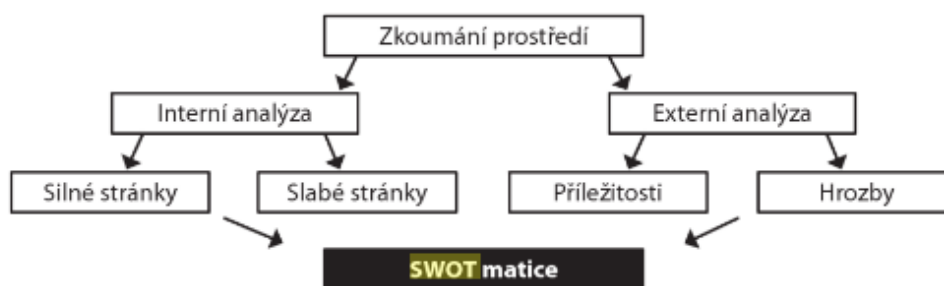 Zkoumání prostředí
Interní analýza
Externí analýza
Silné stránky
Slabé stránky
Příležitosti
Hrozby
SWOT matice